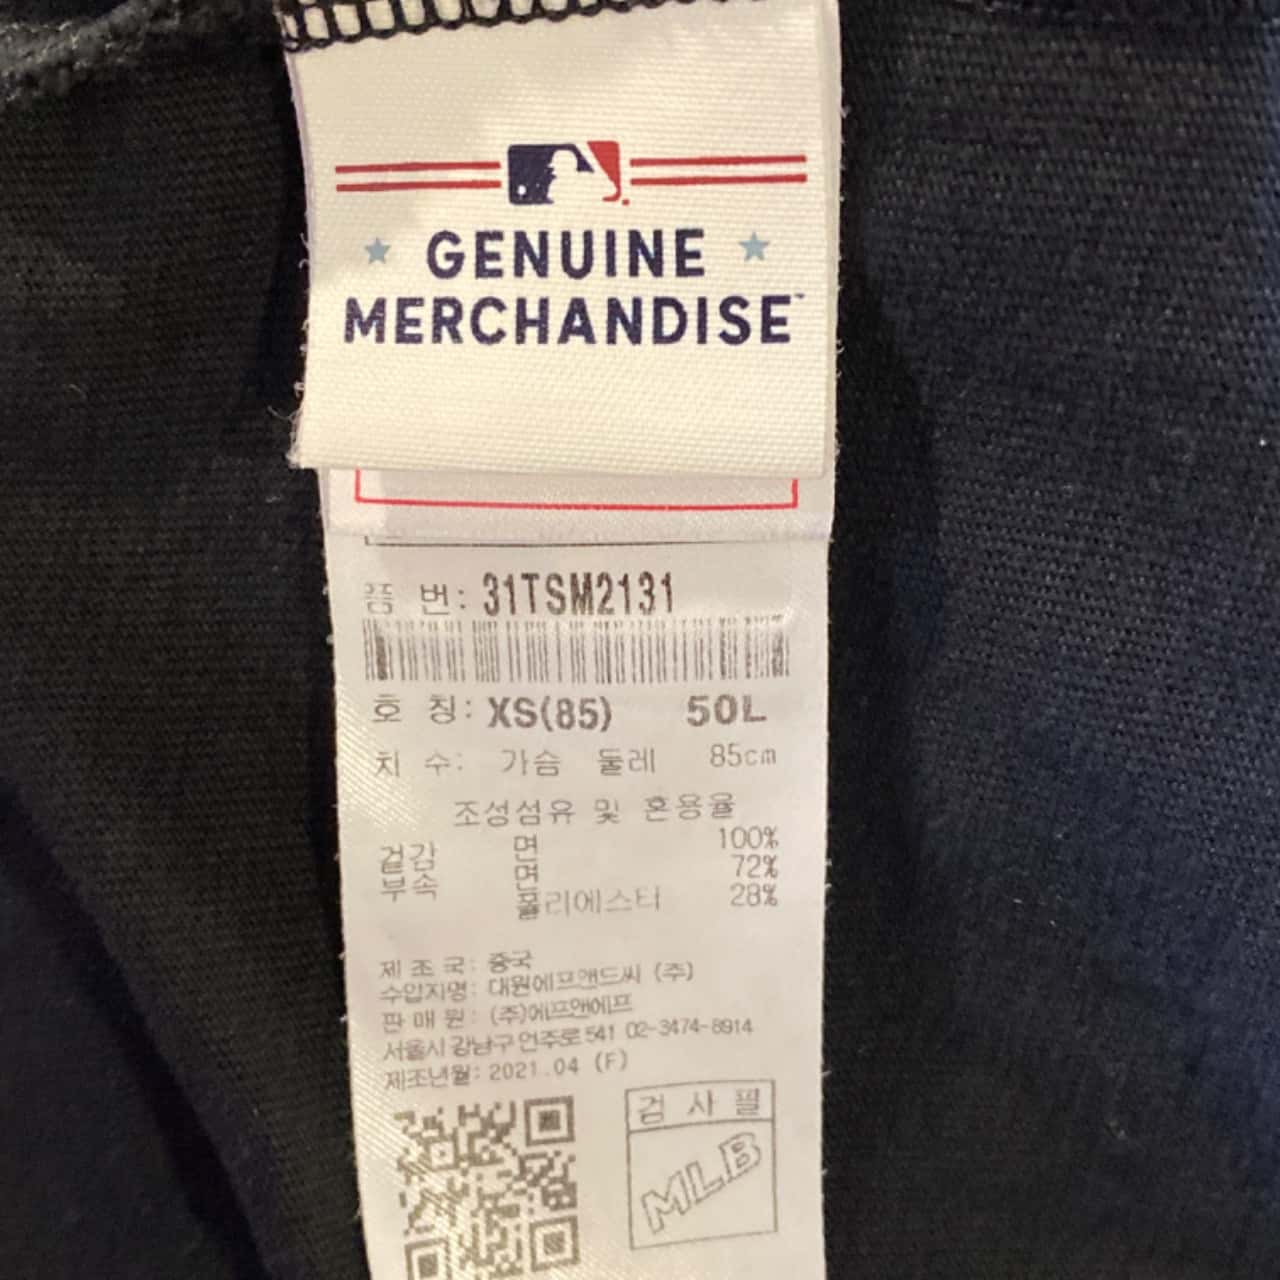 GENUINE
MERCHANDISE™
품 번: 31TSM2131
호 칭: XS(85) 50L
치 수: 가슴 둘레 85cm
조성섬유 및 혼용율
겉감 면 100%
부속 면 72%
폴리에스터 28%
제 조 국: 중국
수입자명: 대원에프앤드씨 (주)
판 매 원: (주)에프앤에프
서울시 강남구 언주로 541 02-3474-8914
제조년월: 2021.04 (F)
검 사 필
MLB